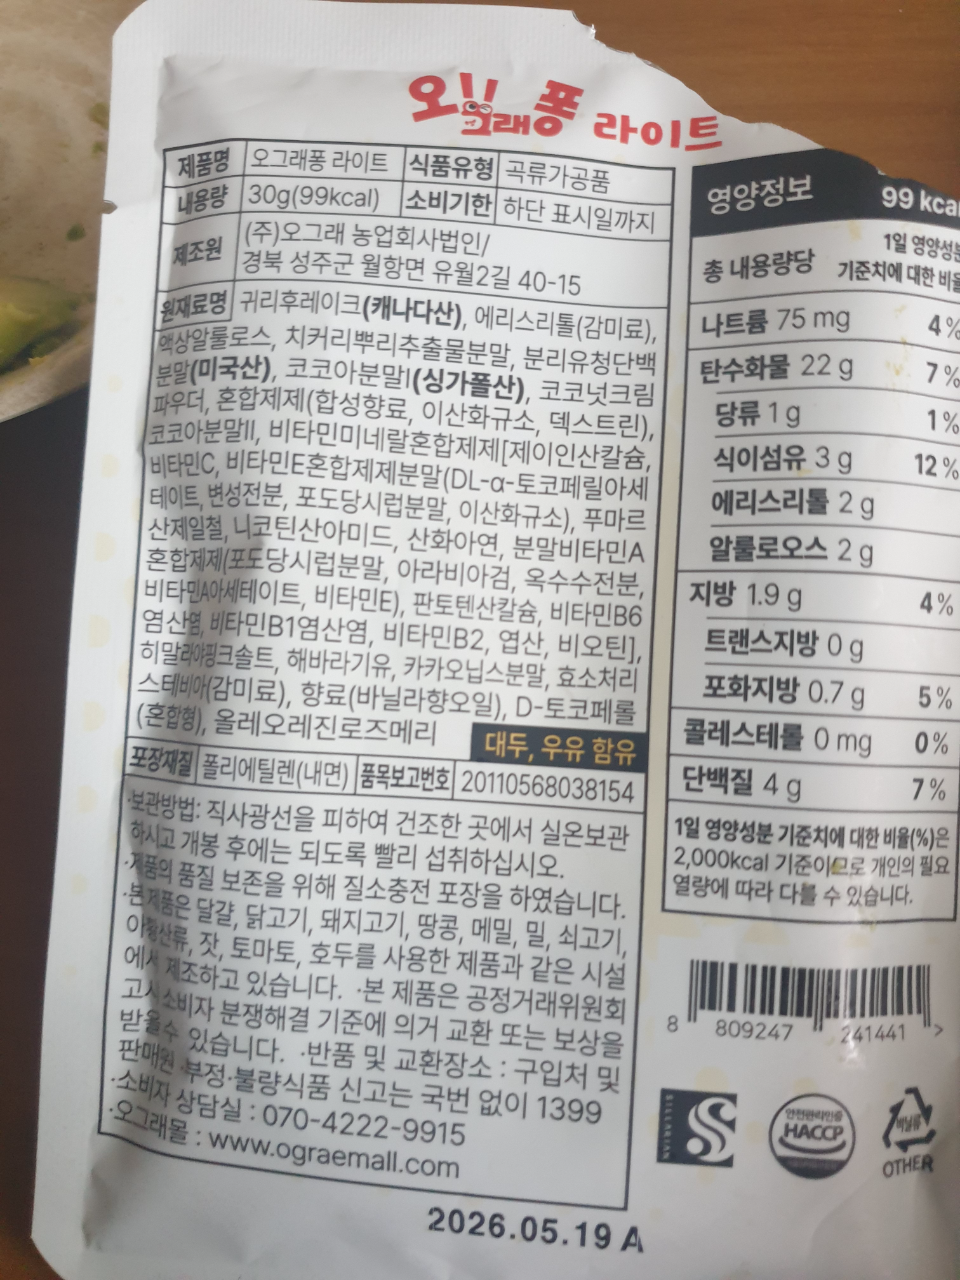 오!! 그래퐁 라이트
제품명 오그래퐁 라이트 식품유형 곡류가공품
내용량 30g(99kcal) 소비기한 하단 표시일까지
제조원 (주)오그래 농업회사법인/
경북 성주군 월항면 유월2길 40-15
원재료명 귀리후레이크(캐나다산), 에리스리톨(감미료),
액상알룰로스, 치커리뿌리추출물분말, 분리유청단백
분말(미국산), 코코아분말I(싱가폴산), 코코넛크림
파우더, 혼합제제(합성향료, 이산화규소, 덱스트린),
코코아분말II, 비타민미네랄혼합제제[제이인산칼슘,
비타민C, 비타민E혼합제제분말(DL-α-토코페릴아세
테이트, 변성전분, 포도당시럽분말, 이산화규소), 푸마르
산제일철, 니코틴산아미드, 산화아연, 분말비타민A
혼합제제(포도당시럽분말, 아라비아검, 옥수수전분,
비타민A아세테이트, 비타민E), 판토텐산칼슘, 비타민B6
염산염, 비타민B1염산염, 비타민B2, 엽산, 비오틴],
히말라야핑크솔트, 해바라기유, 카카오닙스분말, 효소처리
스테비아(감미료), 향료(바닐라향오일), D-토코페롤
(혼합형), 올레오레진로즈메리
대두, 우유 함유
포장재질 폴리에틸렌(내면) 품목보고번호 20110568038154
·보관방법: 직사광선을 피하여 건조한 곳에서 실온보관
하시고 개봉 후에는 되도록 빨리 섭취하십시오.
·제품의 품질 보존을 위해 질소충전 포장을 하였습니다.
·본 제품은 달걀, 닭고기, 돼지고기, 땅콩, 메밀, 밀, 쇠고기,
아황산류, 잣, 토마토, 호두를 사용한 제품과 같은 시설
에서 제조하고 있습니다. ·본 제품은 공정거래위원회
고시 소비자 분쟁해결 기준에 의거 교환 또는 보상을
받을 수 있습니다. ·반품 및 교환장소 : 구입처 및
판매원 ·부정·불량식품 신고는 국번 없이 1399
·소비자 상담실 : 070-4222-9915
·오그래몰 : www.ograemall.com
2026.05.19 A
영양정보 99 kca
총 내용량당 1일 영양성분
기준치에 대한 비율
나트륨 75 mg 4%
탄수화물 22 g 7%
당류 1 g 1%
식이섬유 3 g 12%
에리스리톨 2 g
알룰로오스 2 g
지방 1.9 g 4%
트랜스지방 0 g
포화지방 0.7 g 5%
콜레스테롤 0 mg 0%
단백질 4 g 7%
1일 영양성분 기준치에 대한 비율(%)은
2,000kcal 기준이므로 개인의 필요
열량에 따라 다를 수 있습니다.
8 809247 241441 >
SILLARIAN
안전관리인증
HACCP
비닐류
OTHER